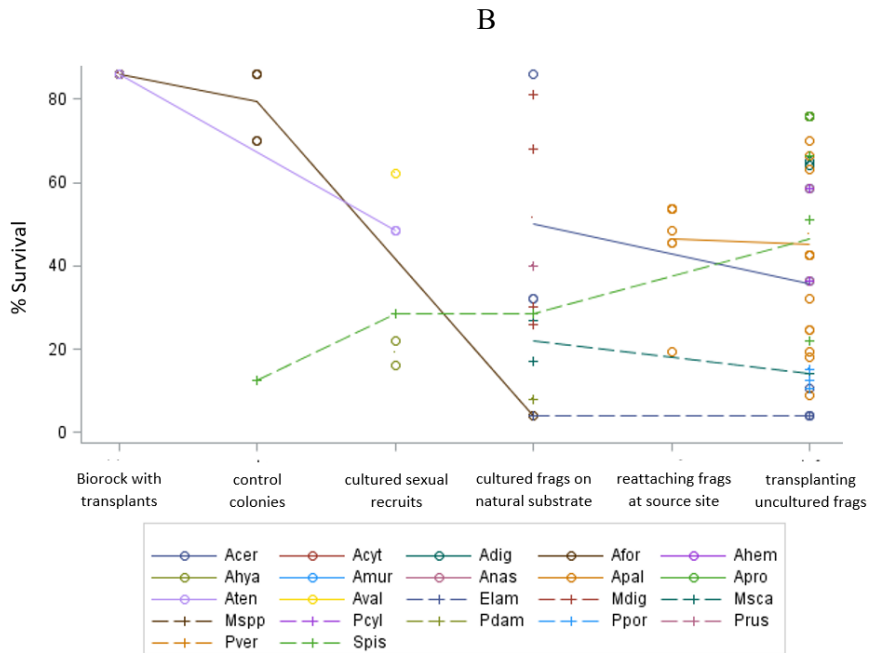 B
% Survival
80
60
40
20
0
Biorock with transplants
control colonies
cultured sexual recruits
cultured frags on natural substrate
reattaching frags at source site
transplanting uncultured frags
Acer Acyt Adig Afor Ahem
Ahya Amur Anas Apal Apro
Aten Aval Elam Mdig Msca
Mspp Pcyl Pdam Ppor Prus
Pver Spis